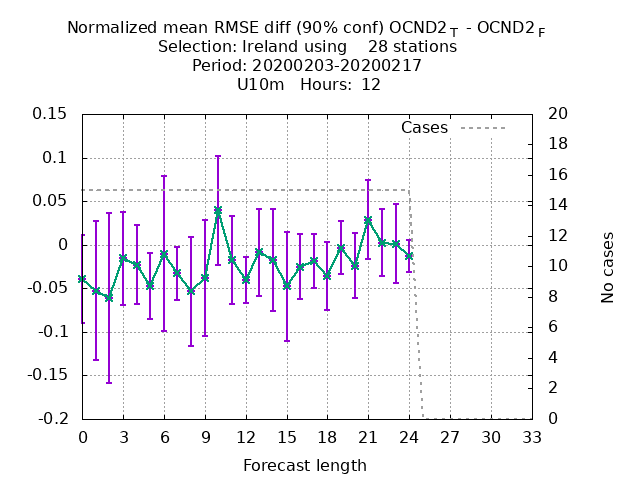 Normalized mean RMSE diff (90% conf) OCND2 T - OCND2 F
Selection: Ireland using 28 stations
Period: 20200203-20200217
U10m Hours: 12
0.15 20
Cases
18
0.1 16
0.05 14
12
0 10
-0.05 8
-0.1 6
4
-0.15 2
-0.2 0
No cases
0 3 6 9 12 15 18 21 24 27 30 33
Forecast length